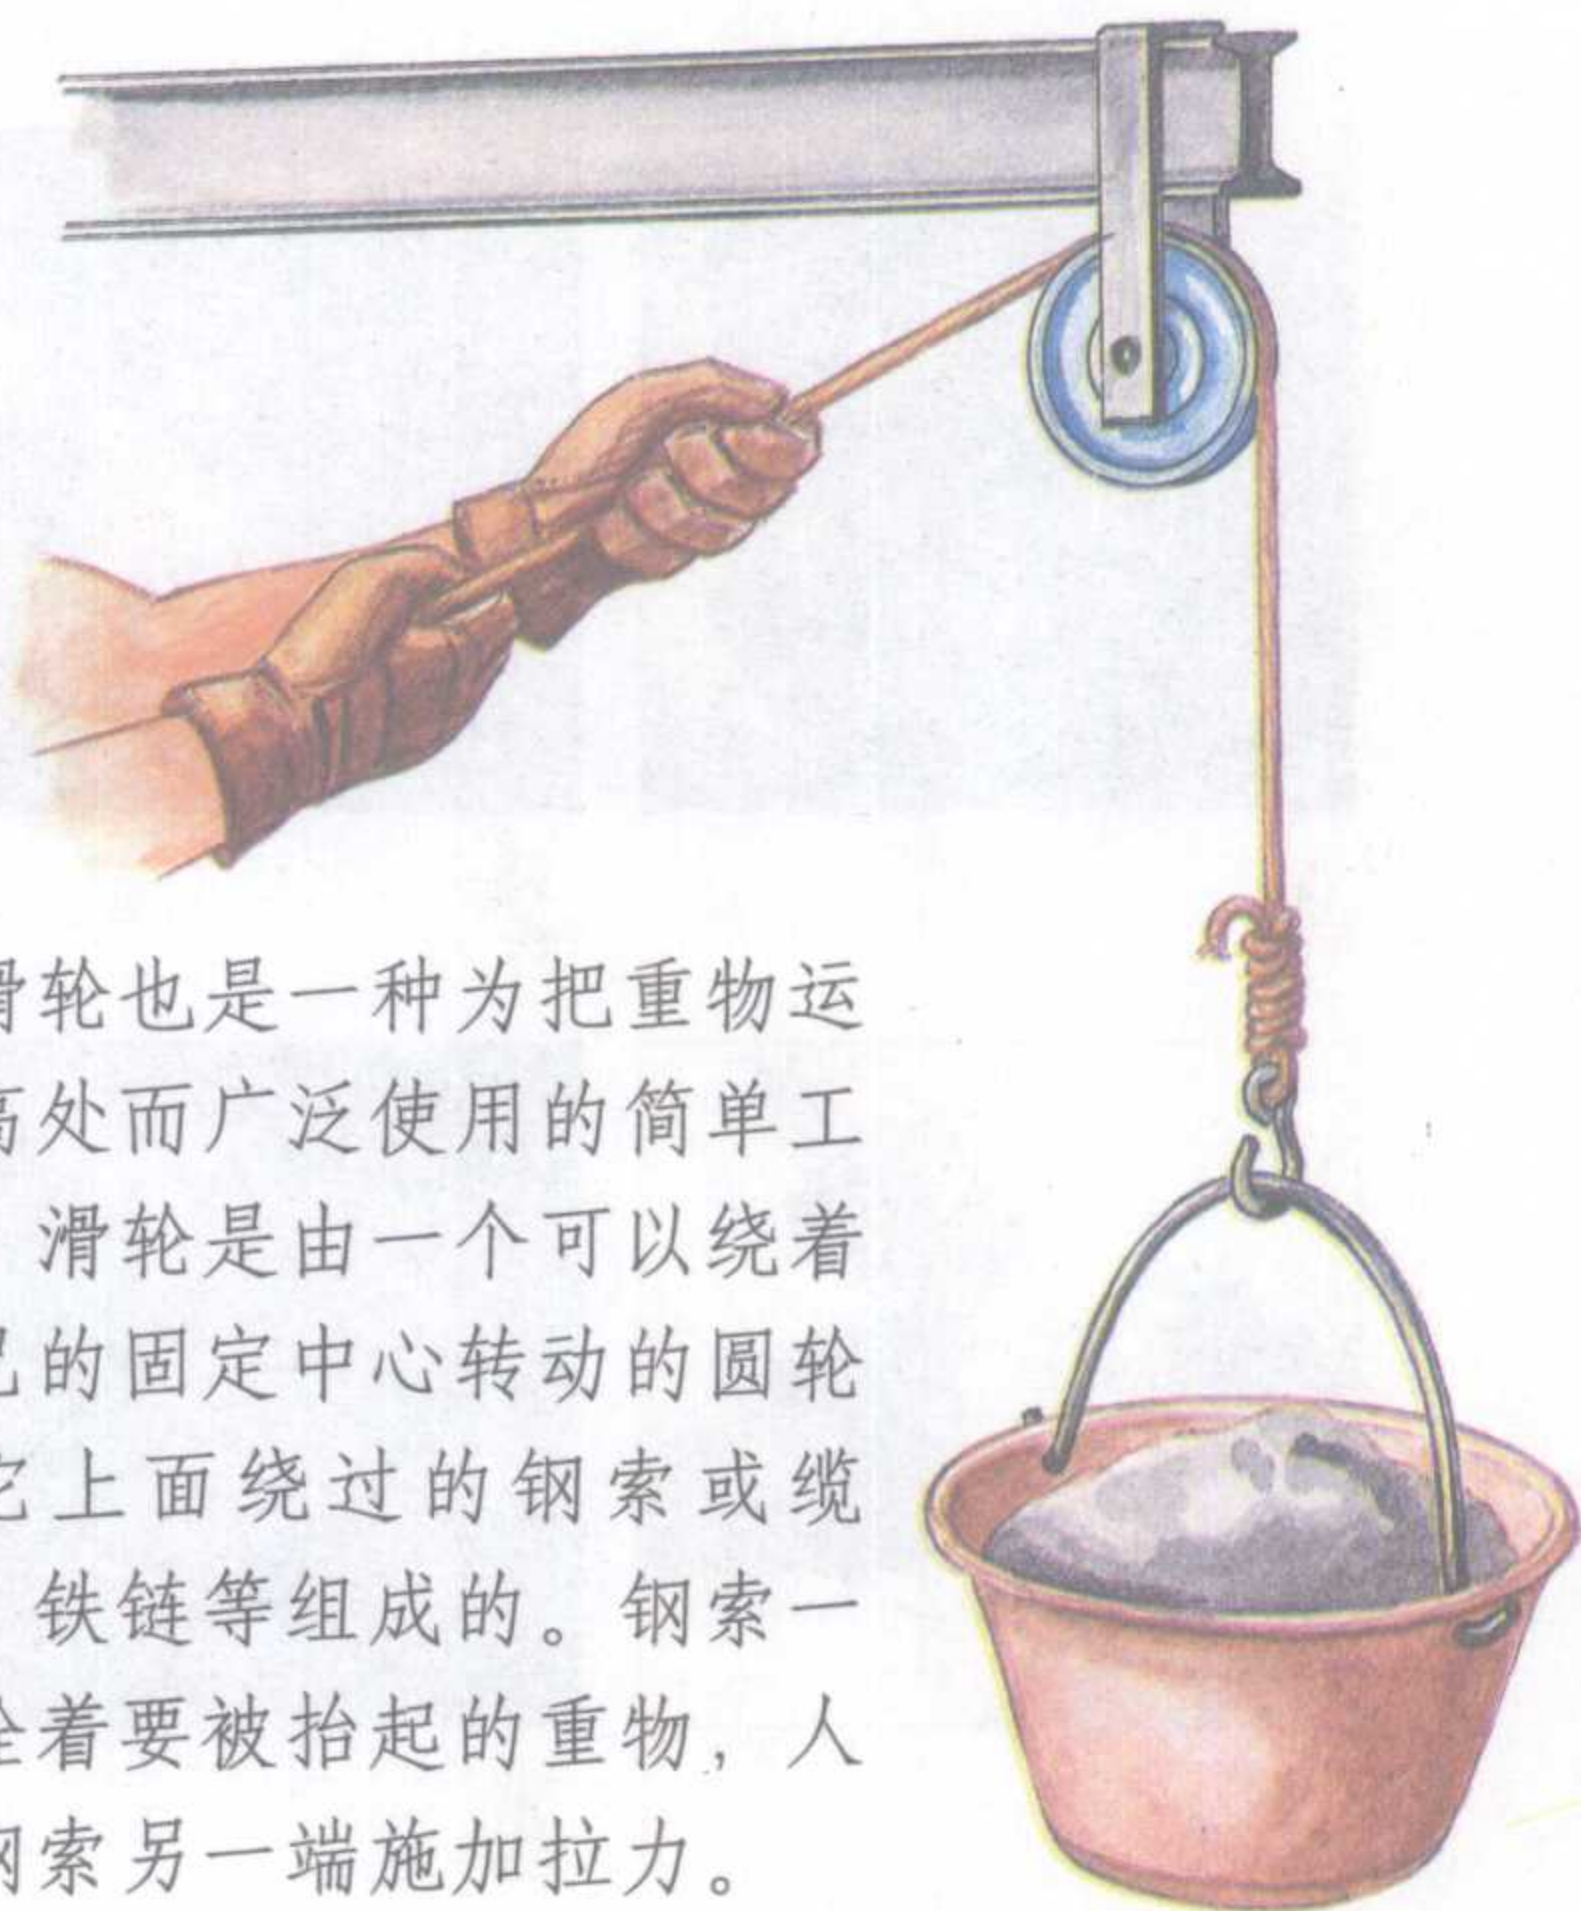 滑轮也是一种为把重物运
高处而广泛使用的简单工
滑轮是由一个可以绕着
己的固定中心转动的圆轮
它上面绕过的钢索或缆
铁链等组成的。钢索一
拴着要被抬起的重物，人
钢索另一端施加拉力。